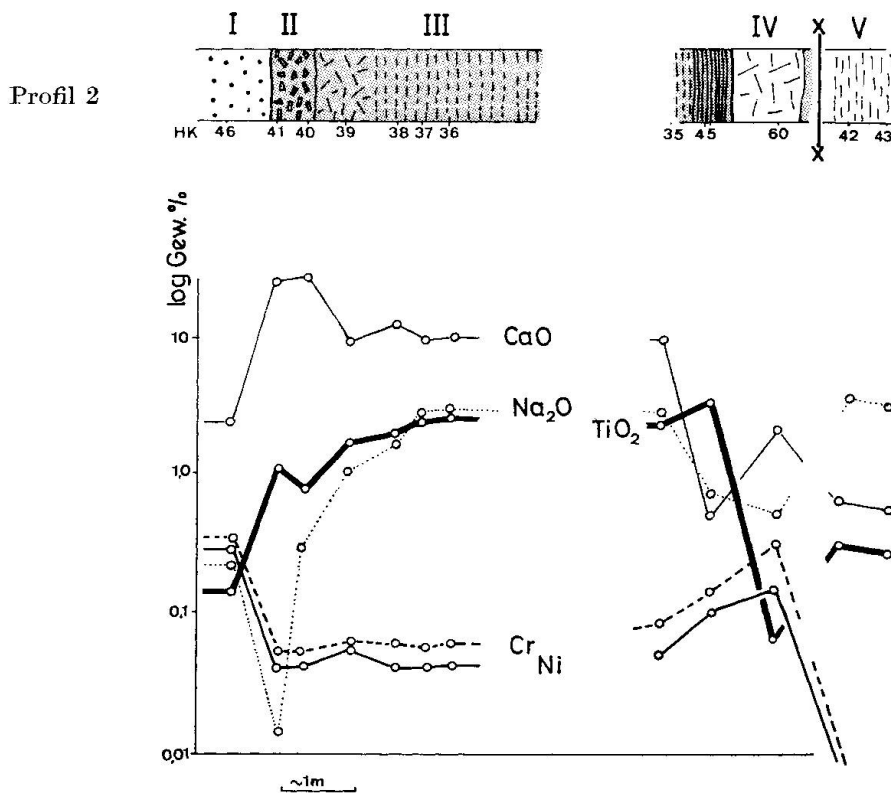 I II III IV V
X
Profil 2
HK 46 41 40 39 38 37 36 35 45 60 42 43
X
log Gew. %
10
CaO
Na₂O
TiO₂
1,0
0,1
Cr
Ni
0,01
~1m